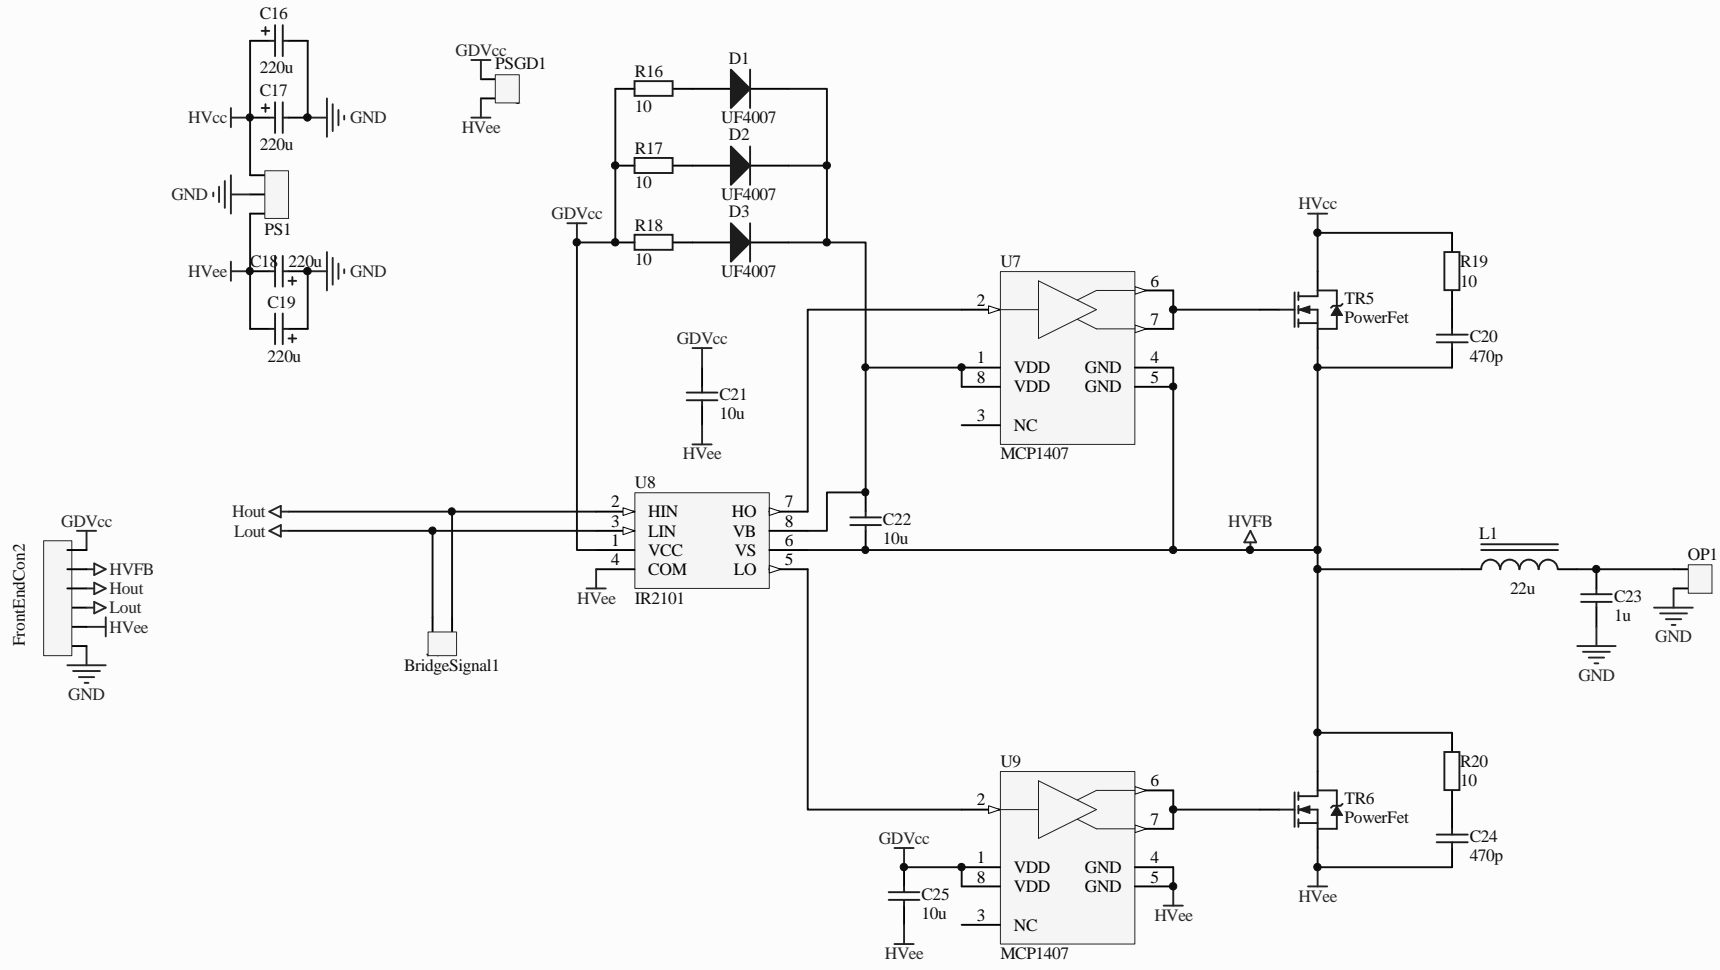 C16
220u
C17
HVcc
GND
220u
GND
PS1
C18
220u
HVee
GND
C19
220u
GDVcc
PSGD1
HVee
R16
10
D1
UF4007
R17
10
D2
UF4007
GDVcc
R18
10
D3
UF4007
GDVcc
C21
10u
HVee
U7
2
6
7
1
VDD
GND
4
8
VDD
GND
5
3
NC
MCP1407
HVcc
R19
10
TR5
PowerFet
C20
470p
Hout
Lout
U8
2
HIN
HO
7
3
LIN
VB
8
1
VCC
VS
6
4
COM
LO
5
HVee
IR2101
C22
10u
HVFB
L1
22u
OP1
C23
1u
GND
GND
BridgeSignal1
FrontEndCon2
GDVcc
HVFB
Hout
Lout
HVee
GND
U9
2
6
7
GDVcc
1
VDD
GND
4
8
VDD
GND
5
C25
10u
3
NC
HVee
HVee
MCP1407
R20
10
TR6
PowerFet
C24
470p
HVee